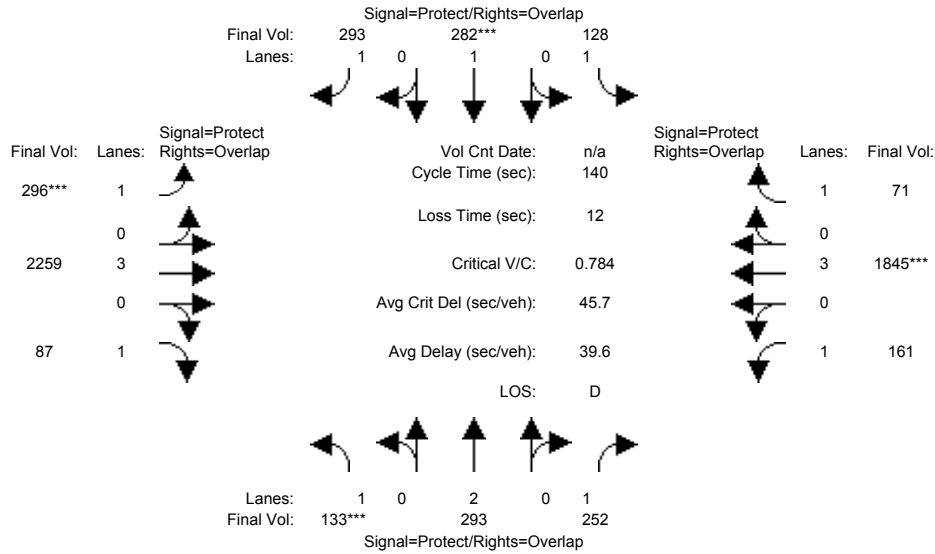 Signal=Protect/Rights=Overlap
Final Vol: 293 282*** 128
Lanes: 1 0 1 0 1
Signal=Protect Signal=Protect
Final Vol: Lanes: Rights=Overlap Vol Cnt Date: n/a Rights=Overlap Lanes: Final Vol:
Cycle Time (sec): 140
296*** 1 1 71
Loss Time (sec): 12
0 0
2259 3 Critical V/C: 0.784 3 1845***
0 Avg Crit Del (sec/veh): 45.7 0
87 1 Avg Delay (sec/veh): 39.6 1 161
LOS: D
Lanes: 1 0 2 0 1
Final Vol: 133*** 293 252
Signal=Protect/Rights=Overlap